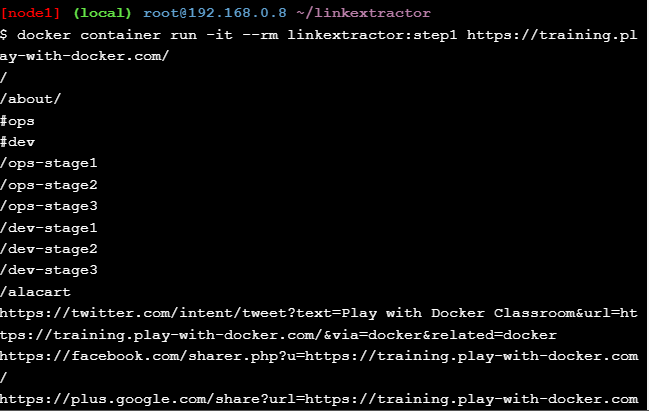 [node1] (local) root@192.168.0.8 ~/linkextractor
$ docker container run -it --rm linkextractor:step1 https://training.pl
ay-with-docker.com/
/
/about/
#ops
#dev
/ops-stage1
/ops-stage2
/ops-stage3
/dev-stage1
/dev-stage2
/dev-stage3
/alacart
https://twitter.com/intent/tweet?text=Play with Docker Classroom&url=ht
tps://training.play-with-docker.com/&via=docker&related=docker
https://facebook.com/sharer.php?u=https://training.play-with-docker.com
/
https://plus.google.com/share?url=https://training.play-with-docker.com